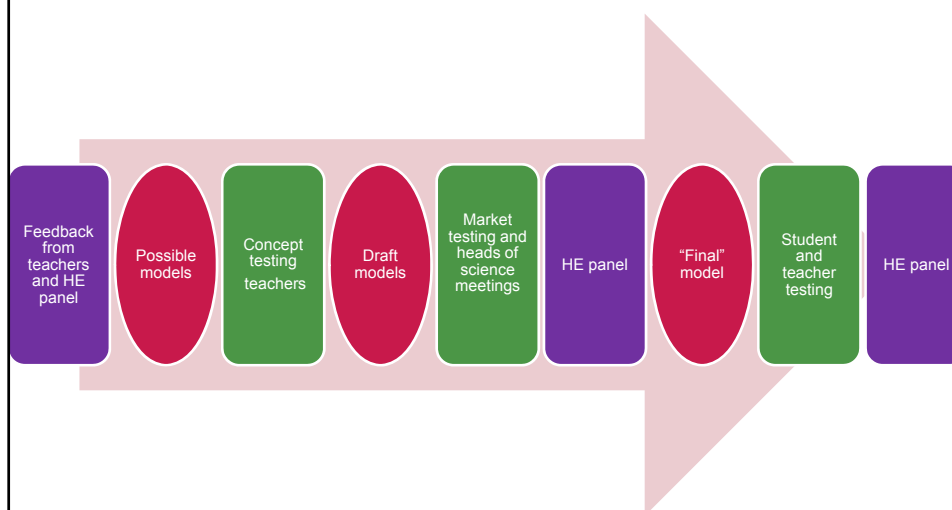 Feedback
from
teachers
and HE
panel
Possible
models
Concept
testing
teachers
Draft
models
Market
testing and
heads of
science
meetings
HE panel
“Final”
model
Student
and
teacher
testing
HE panel